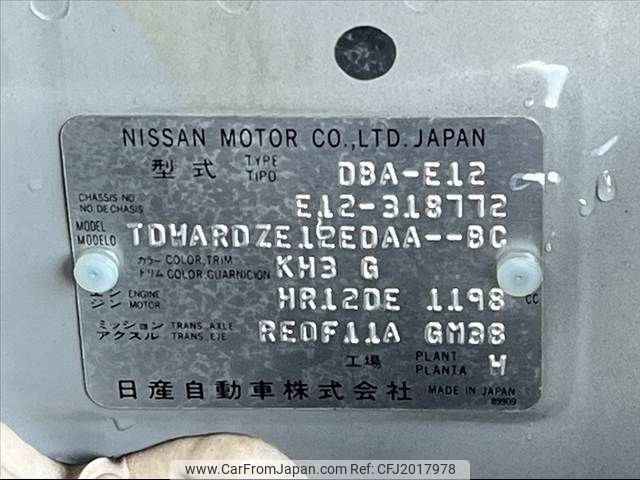 NISSAN MOTOR CO.,LTD. JAPAN
型式 TYPE TIPO DBA-E12
CHASSIS NO. NO. DE CHASIS E12-318772
MODEL MODELO TDWARDZE12EDAA--BC
カラー COLOR,TRIM
トリム COLOR,GUARNICION KH3 G
エン ENGINE
ジン MOTOR HR12DE 1198 CC
ミッション TRANS. AXLE
アクスル TRANS. EJE RE0F11A GM38
工場 PLANT PLANTA W
日産自動車株式会社 MADE IN JAPAN
89909
www.CarFromJapan.com - CFJ2017978